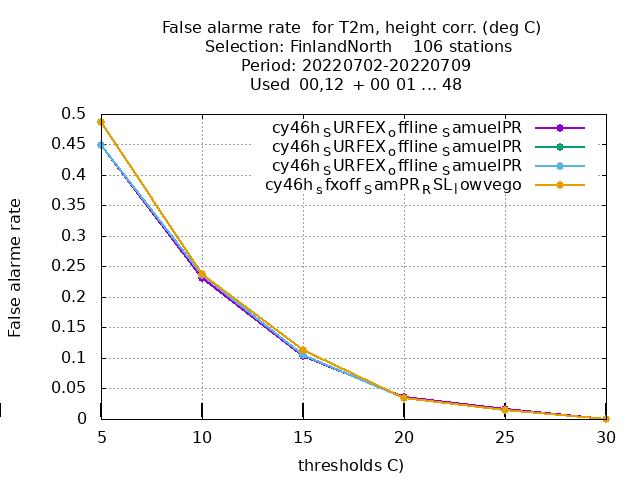 False alarme rate  for T2m, height corr. (deg C)
Selection: FinlandNorth    106 stations
Period: 20220702-20220709
Used  00,12  + 00 01 ... 48
cy46h_SURFEX_offline_SamuelPR
cy46h_SURFEX_offline_SamuelPR
cy46h_SURFEX_offline_SamuelPR
cy46h_sfxoff_SamPR_RSL_lowvego
False alarme rate
0.5
0.45
0.4
0.35
0.3
0.25
0.2
0.15
0.1
0.05
0
5 10 15 20 25 30
thresholds C)